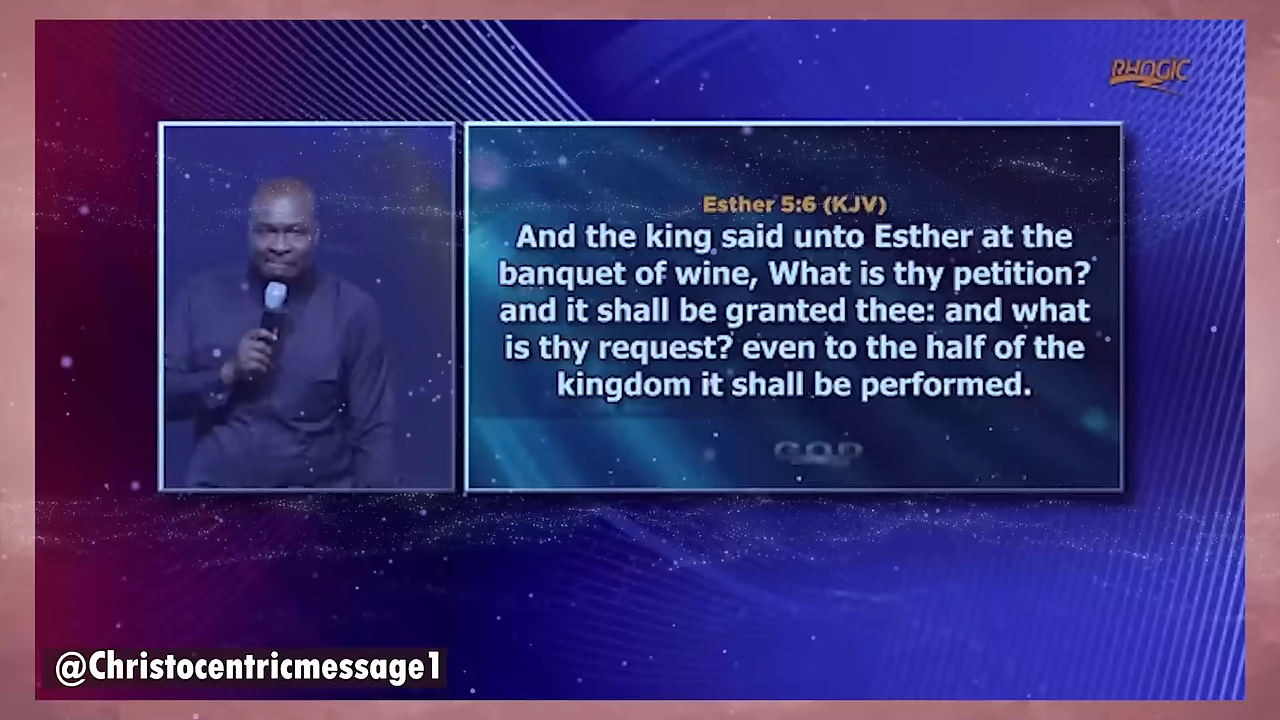 RHOGIC
Esther 5:6 (KJV)
And the king said unto Esther at the
banquet of wine, What is thy petition?
and it shall be granted thee: and what
is thy request? even to the half of the
kingdom it shall be performed.
G.O.D
@Christocentricmessage1